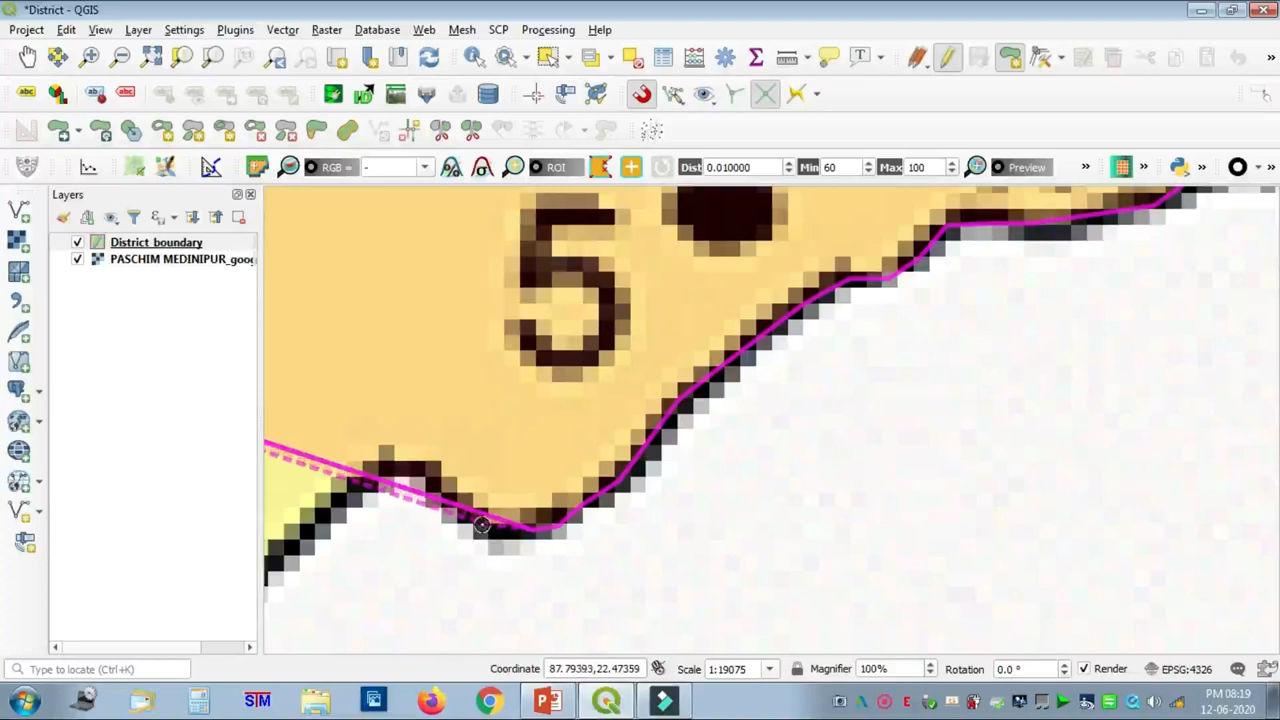 *District - QGIS
Project Edit View Layer Settings Plugins Vector Raster Database Web Mesh SCP Processing Help
RGB = - ROI Dist 0.010000 Min 60 Max 100 Preview
Layers
District boundary
PASCHIM MEDINIPUR_goog
5
Type to locate (Ctrl+K) Coordinate 87.79393,22.47359 Scale 1:19075 Magnifier 100% Rotation 0.0 ° Render EPSG:4326
STM
PM 08:19
12-06-2020